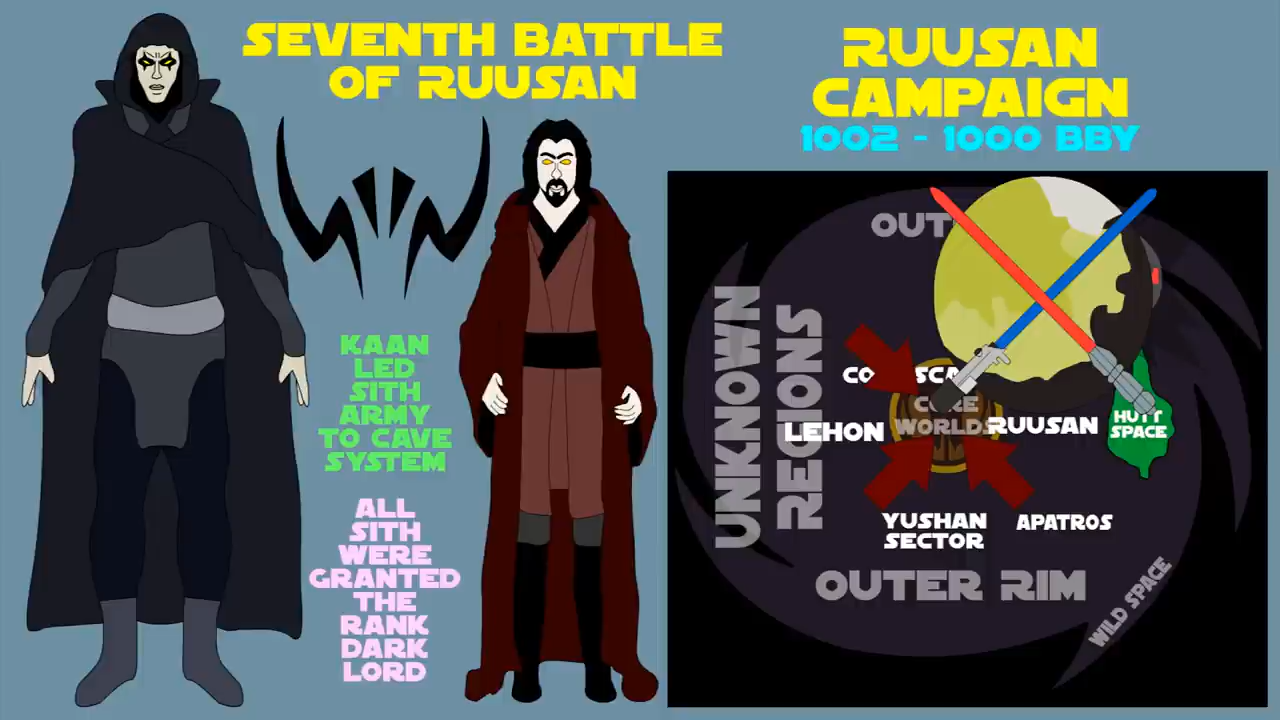 SEVENTH BATTLE
OF RUUSAN
KAAN
LED
SITH
ARMY
TO CAVE
SYSTEM
ALL
SITH
WERE
GRANTED
THE
RANK
DARK
LORD
RUUSAN
CAMPAIGN
1002 - 1000 BBY
UNKNOWN
REGIONS
CORE
WORLDS
LEHON
RUUSAN
HUTT
SPACE
YUSHAN
SECTOR
APATROS
OUTER RIM
WILD SPACE